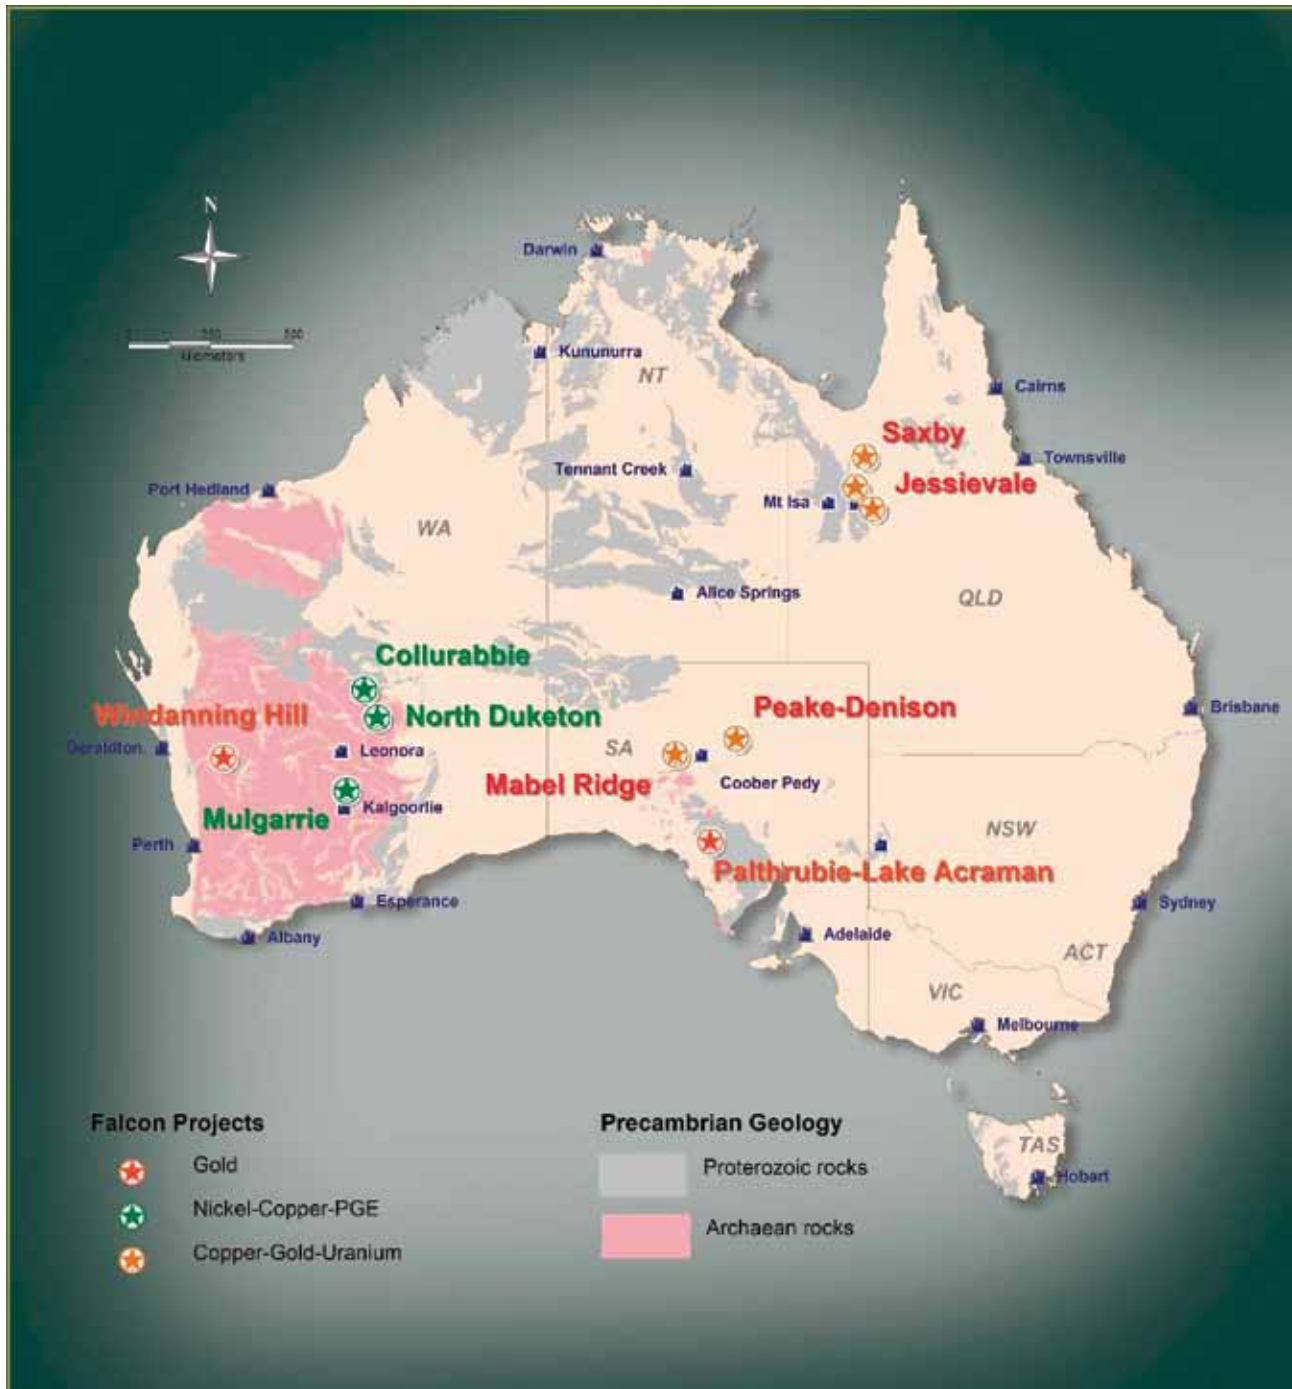 N
500
Kilometers
Darwin
Kununurra
NT
Cairns
Saxby
Tennant Creek
Townsville
Jessievale
Port Hedland
Mt Isa
WA
Alice Springs
QLD
Collurabbie
Windanning Hill
North Duketon
Peake-Denison
Brisbane
Geraldton
Leonora
SA
Mabel Ridge
Coober Pedy
Mulgarrie
Kalgoorlie
NSW
Perth
Palthrubie-Lake Acraman
Esperance
Sydney
Albany
Adelaide
ACT
VIC
Melbourne
Falcon Projects
Precambrian Geology
TAS
Gold
Proterozoic rocks
Hobart
Nickel-Copper-PGE
Archaean rocks
Copper-Gold-Uranium